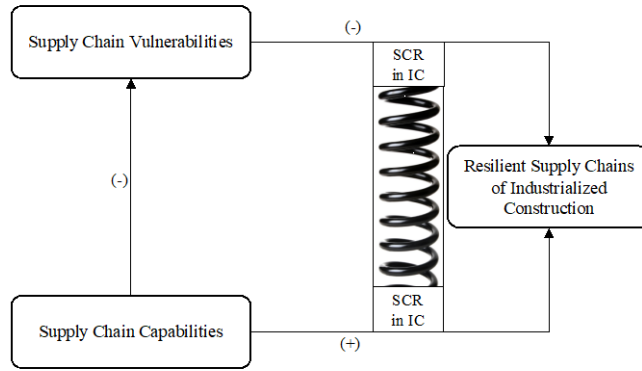 Supply Chain Vulnerabilities
(-)
SCR
in IC
(-)
Resilient Supply Chains
of Industrialized
Construction
Supply Chain Capabilities
SCR
in IC
(+)